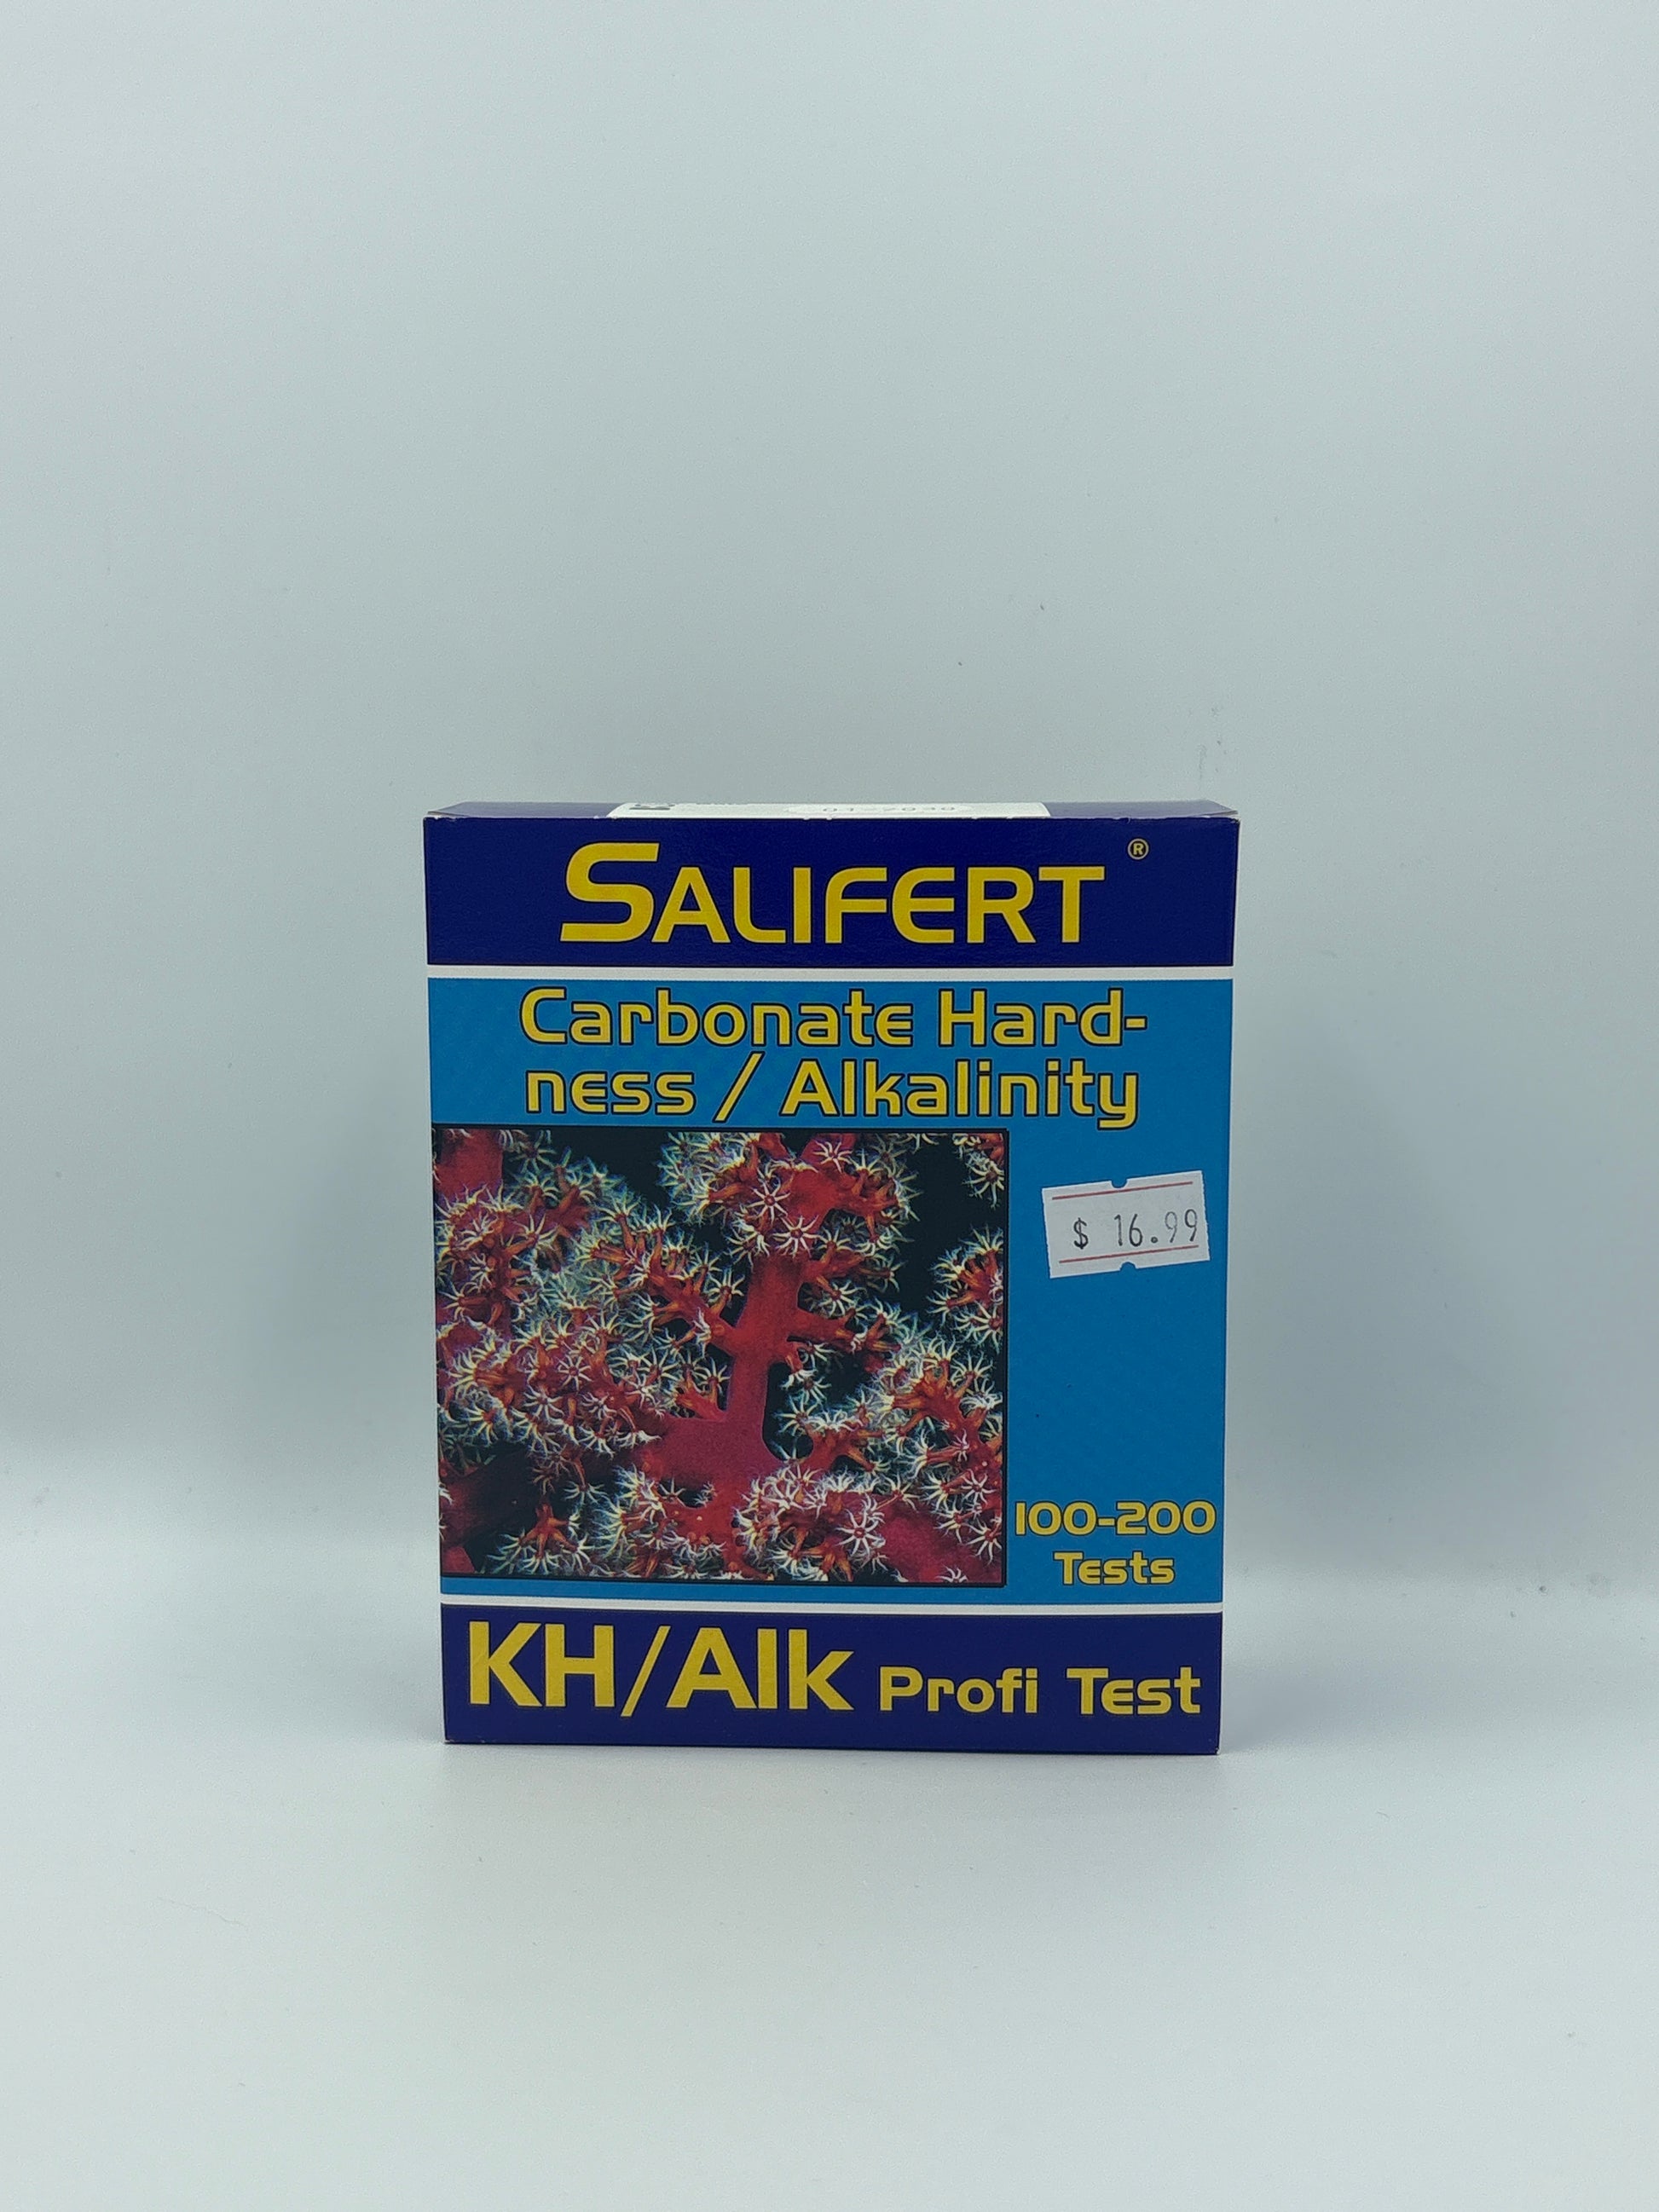 SALIFERT®
Carbonate Hard-
ness / Alkalinity
$ 16.99
100-200
Tests
KH/Alk Profi Test